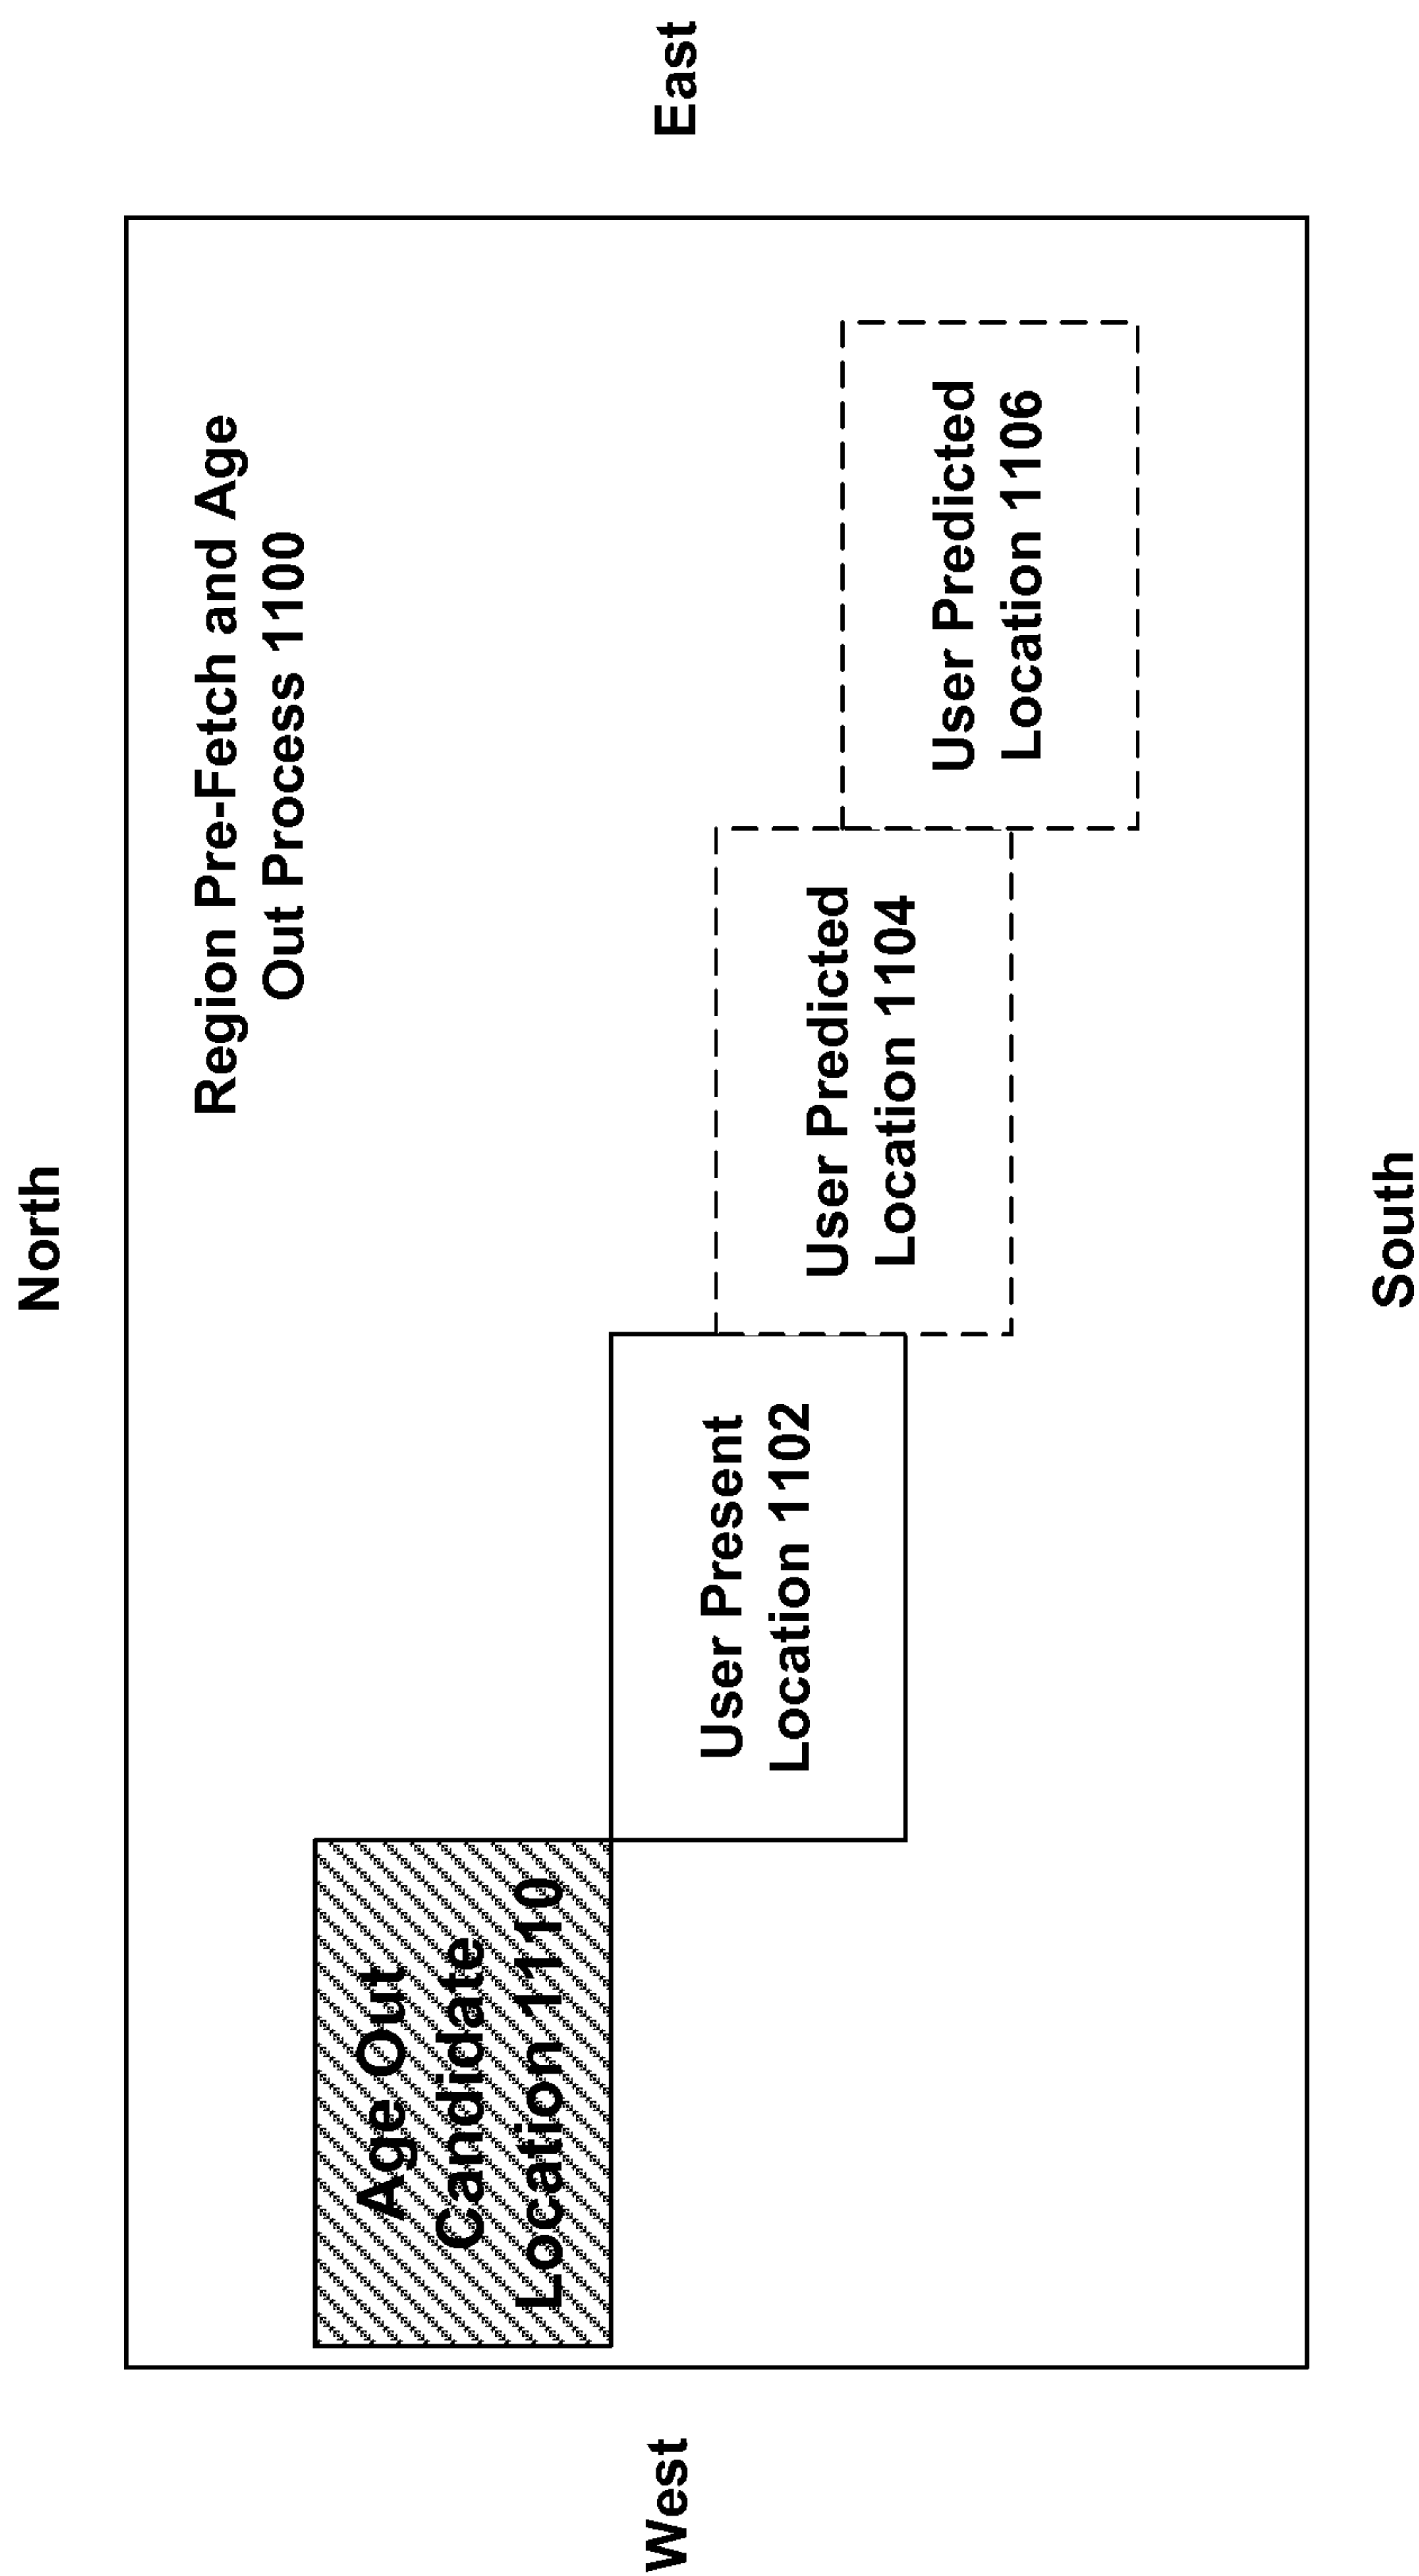 North
Region Pre-Fetch and Age
Out Process 1100
Age Out
Candidate
Location 1110
User Present
Location 1102
User Predicted
Location 1104
User Predicted
Location 1106
West
East
South